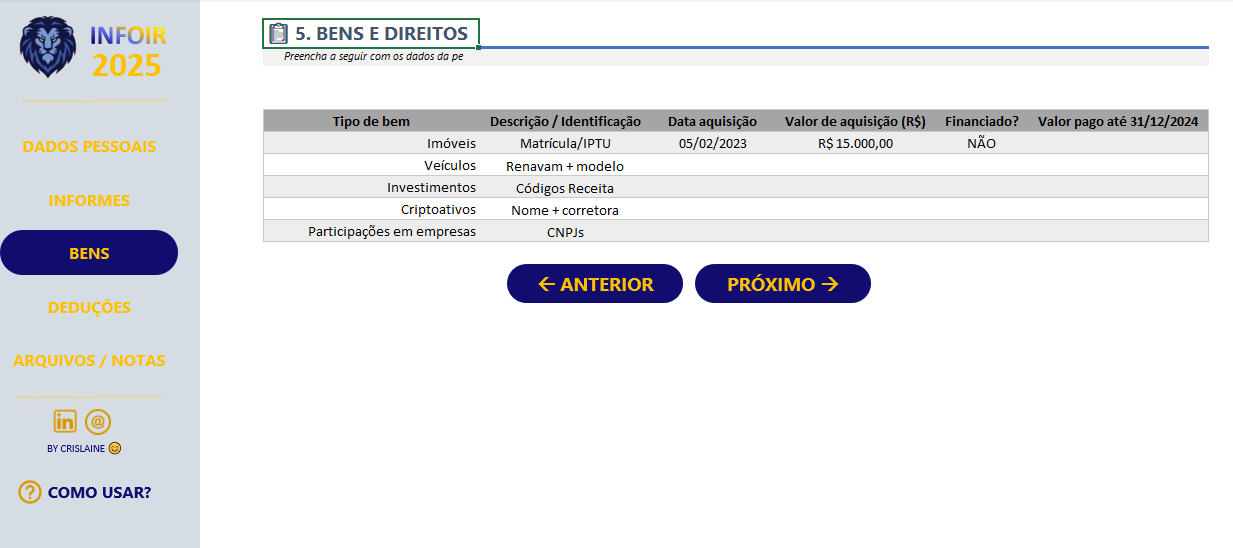 INFOIR
2025
DADOS PESSOAIS
INFORMES
BENS
DEDUÇÕES
ARQUIVOS / NOTAS
in @
BY CRISLAINE 😊
? COMO USAR?
📋 5. BENS E DIREITOS
Preencha a seguir com os dados da pe
Tipo de bem Descrição / Identificação Data aquisição Valor de aquisição (R$) Financiado? Valor pago até 31/12/2024
Imóveis Matrícula/IPTU 05/02/2023 R$ 15.000,00 NÃO
Veículos Renavam + modelo
Investimentos Códigos Receita
Criptoativos Nome + corretora
Participações em empresas CNPJs
← ANTERIOR PRÓXIMO →